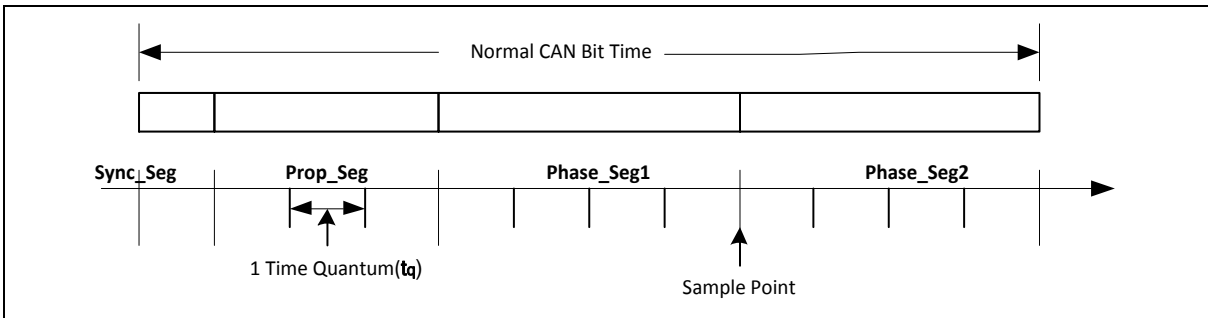 Normal CAN Bit Time
Sync_Seg Prop_Seg Phase_Seg1 Phase_Seg2
1 Time Quantum(tq)
Sample Point